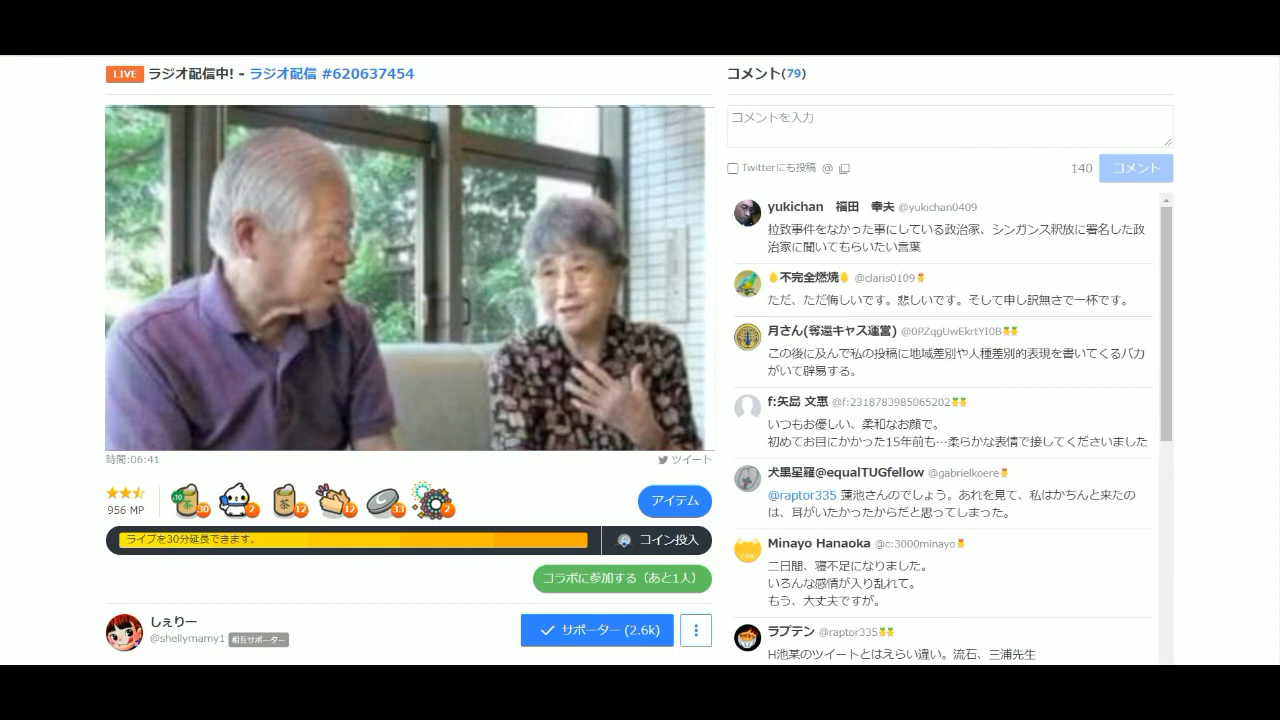 LIVE ラジオ配信中! - ラジオ配信 #620637454
時間:06:41
ツイート
956 MP
+10
茶
30
2
茶
12
12
33
2
アイテム
ライブを30分延長できます。
コイン投入
コラボに参加する（あと1人）
しぇりー
@shellymamy1 相互サポーター
サポーター (2.6k)
コメント(79)
コメントを入力
Twitterにも投稿 @
140
コメント
yukichan 福田 幸夫 @yukichan0409
拉致事件をなかった事にしている政治家、シンガンス釈放に署名した政
治家に聞いてもらいたい言葉
不完全燃焼 @claris0109
ただ、ただ悔しいです。悲しいです。そして申し訳無さで一杯です。
月さん(奪還キャス運営) @0PZqgUwEkrtYI0B
この後に及んで私の投稿に地域差別や人種差別的表現を書いてくるバカ
がいて辟易する。
f:矢島 文恵 @f:2318783985065202
いつもお優しい、柔和なお顔で。
初めてお目にかかった15年前も…柔らかな表情で接してくださいました
犬黒星羅@equalTUGfellow @gabrielkoere
@raptor335 蓮池さんのでしょう。あれを見て、私はかちんと来たの
は、耳がいたかったからだと思ってしまった。
Minayo Hanaoka @c:3000minayo
二日間、寝不足になりました。
いろんな感情が入り乱れて。
もう、大丈夫ですが。
ラプテン @raptor335
H池某のツイートとはえらい違い。流石、三浦先生